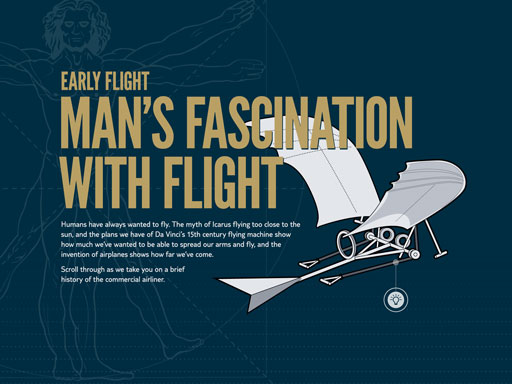 EARLY FLIGHT
MAN'S FASCINATION
WITH FLIGHT
Humans have always wanted to fly. The myth of Icarus flying too close to the
sun, and the plans we have of Da Vinci's 15th century flying machine show
how much we've wanted to be able to spread our arms and fly, and the
invention of airplanes shows how far we've come.
Scroll through as we take you on a brief
history of the commercial airliner.